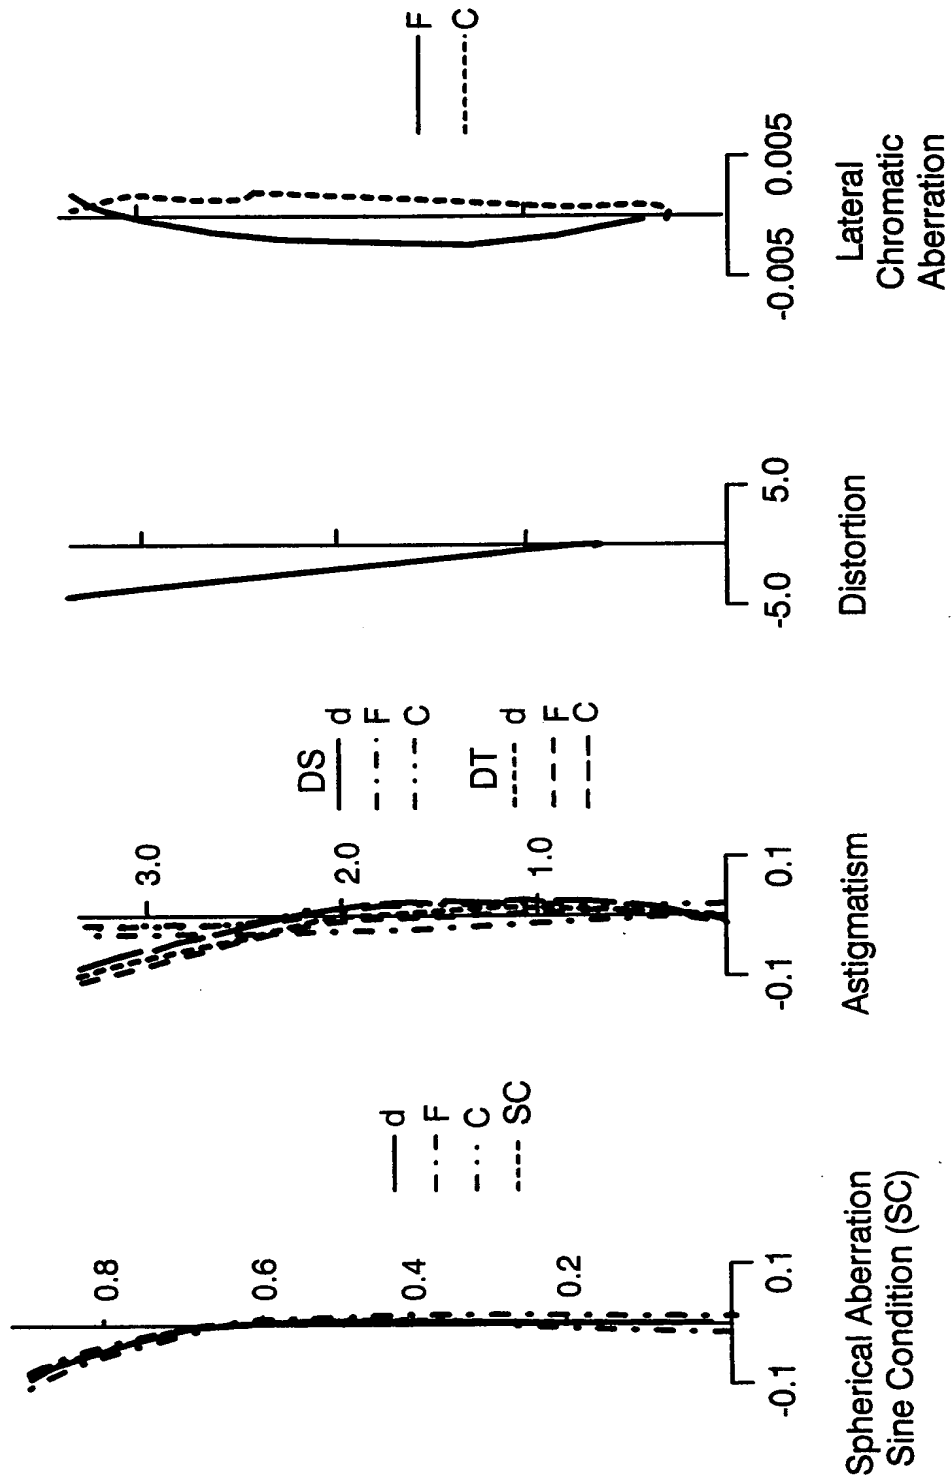 0.8
0.6
0.4
0.2
-0.1
0.1
d
F
C
SC
Spherical Aberration
Sine Condition (SC)
3.0
2.0
1.0
-0.1
0.1
DS
d
F
C
DT
d
F
C
Astigmatism
-5.0
5.0
Distortion
F
C
-0.005
0.005
Lateral
Chromatic
Aberration